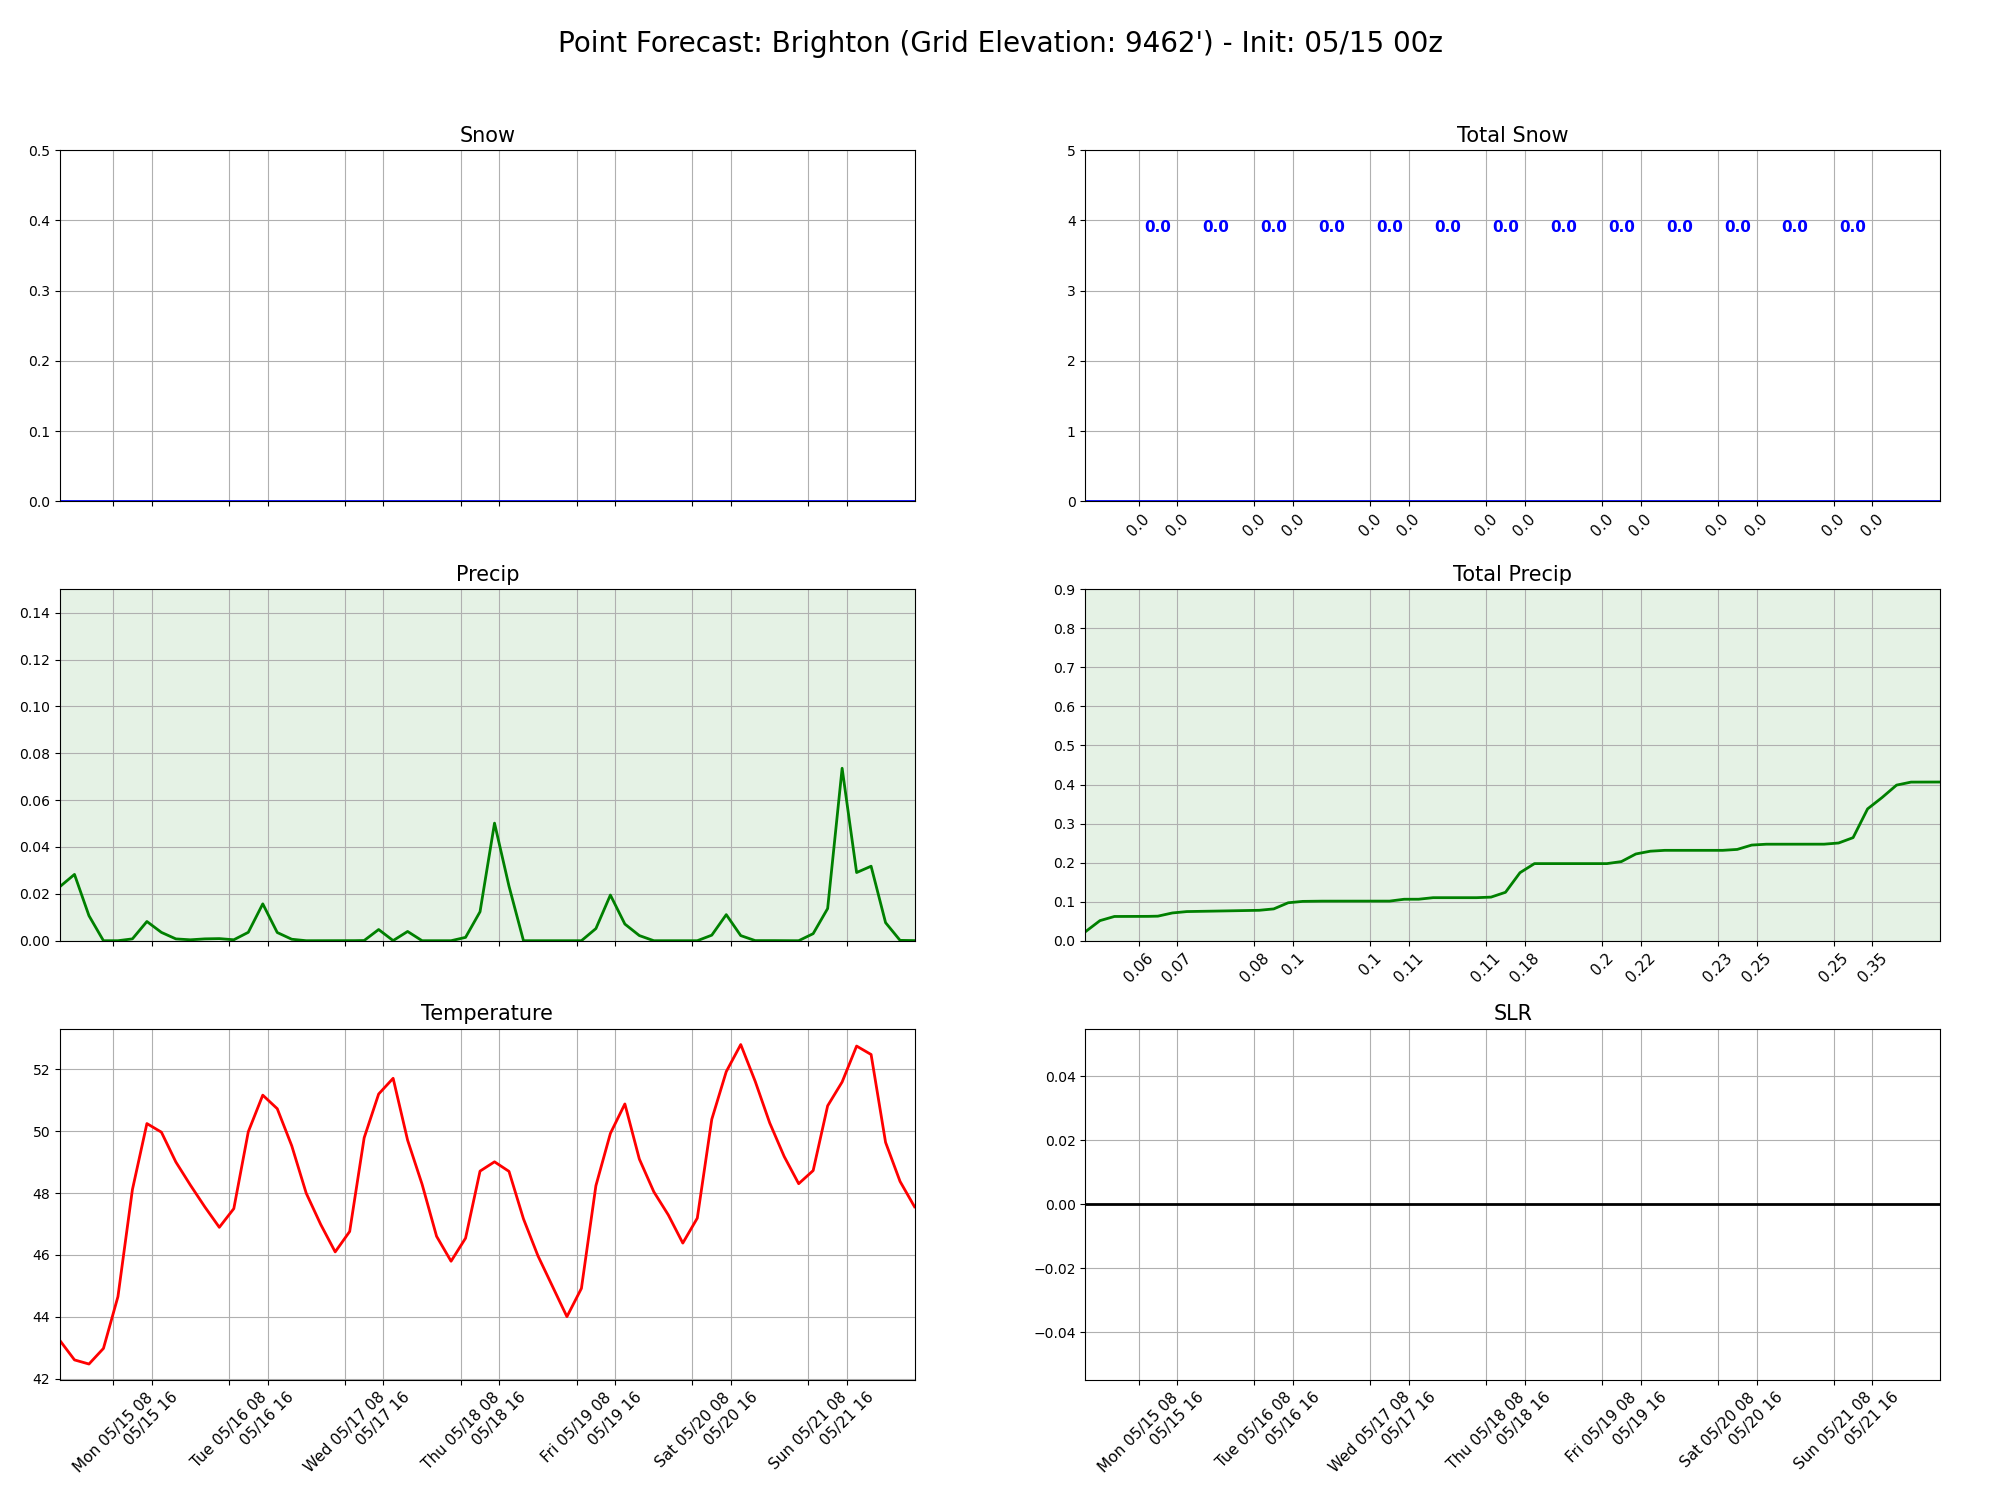 Point Forecast: Brighton (Grid Elevation: 9462') - Init: 05/15 00z
Snow
0.5
0.4
0.3
0.2
0.1
0.0
Total Snow
5
4
3
2
1
0
0.0 0.0 0.0 0.0 0.0 0.0 0.0 0.0 0.0 0.0 0.0 0.0 0.0
0.0 0.0 0.0 0.0 0.0 0.0 0.0 0.0 0.0 0.0 0.0 0.0 0.0 0.0
Precip
0.14
0.12
0.10
0.08
0.06
0.04
0.02
0.00
Total Precip
0.9
0.8
0.7
0.6
0.5
0.4
0.3
0.2
0.1
0.0
0.06 0.07 0.08 0.1 0.1 0.11 0.11 0.18 0.2 0.22 0.23 0.25 0.25 0.35
Temperature
52
50
48
46
44
42
Mon 05/15 08
05/15 16
Tue 05/16 08
05/16 16
Wed 05/17 08
05/17 16
Thu 05/18 08
05/18 16
Fri 05/19 08
05/19 16
Sat 05/20 08
05/20 16
Sun 05/21 08
05/21 16
SLR
0.04
0.02
0.00
−0.02
−0.04
Mon 05/15 08
05/15 16
Tue 05/16 08
05/16 16
Wed 05/17 08
05/17 16
Thu 05/18 08
05/18 16
Fri 05/19 08
05/19 16
Sat 05/20 08
05/20 16
Sun 05/21 08
05/21 16